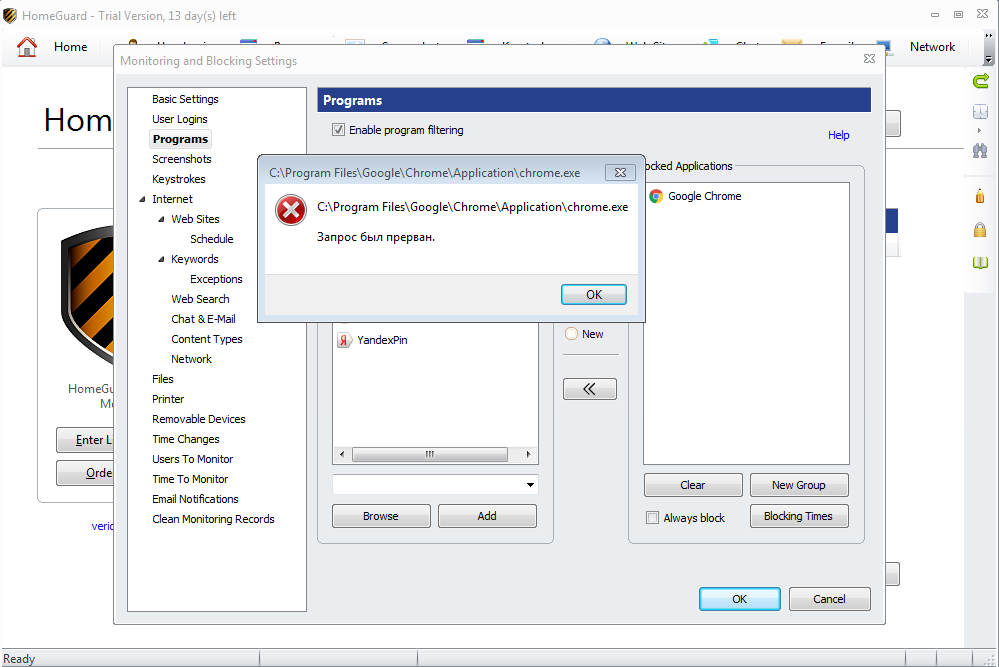 HomeGuard - Trial Version, 13 day(s) left
Home
Network
Monitoring and Blocking Settings
Hom
Basic Settings
User Logins
Programs
Screenshots
Keystrokes
Internet
Web Sites
Schedule
Keywords
Exceptions
Web Search
Chat & E-Mail
Content Types
Network
Files
Printer
Removable Devices
Time Changes
Users To Monitor
Time To Monitor
Email Notifications
Clean Monitoring Records
Programs
Enable program filtering
Help
C:\Program Files\Google\Chrome\Application\chrome.exe
C:\Program Files\Google\Chrome\Application\chrome.exe
Запрос был прерван.
OK
ocked Applications
Google Chrome
YandexPin
New
Browse
Add
Clear
New Group
Always block
Blocking Times
OK
Cancel
HomeGu
M
Enter L
Orde
veric
Ready